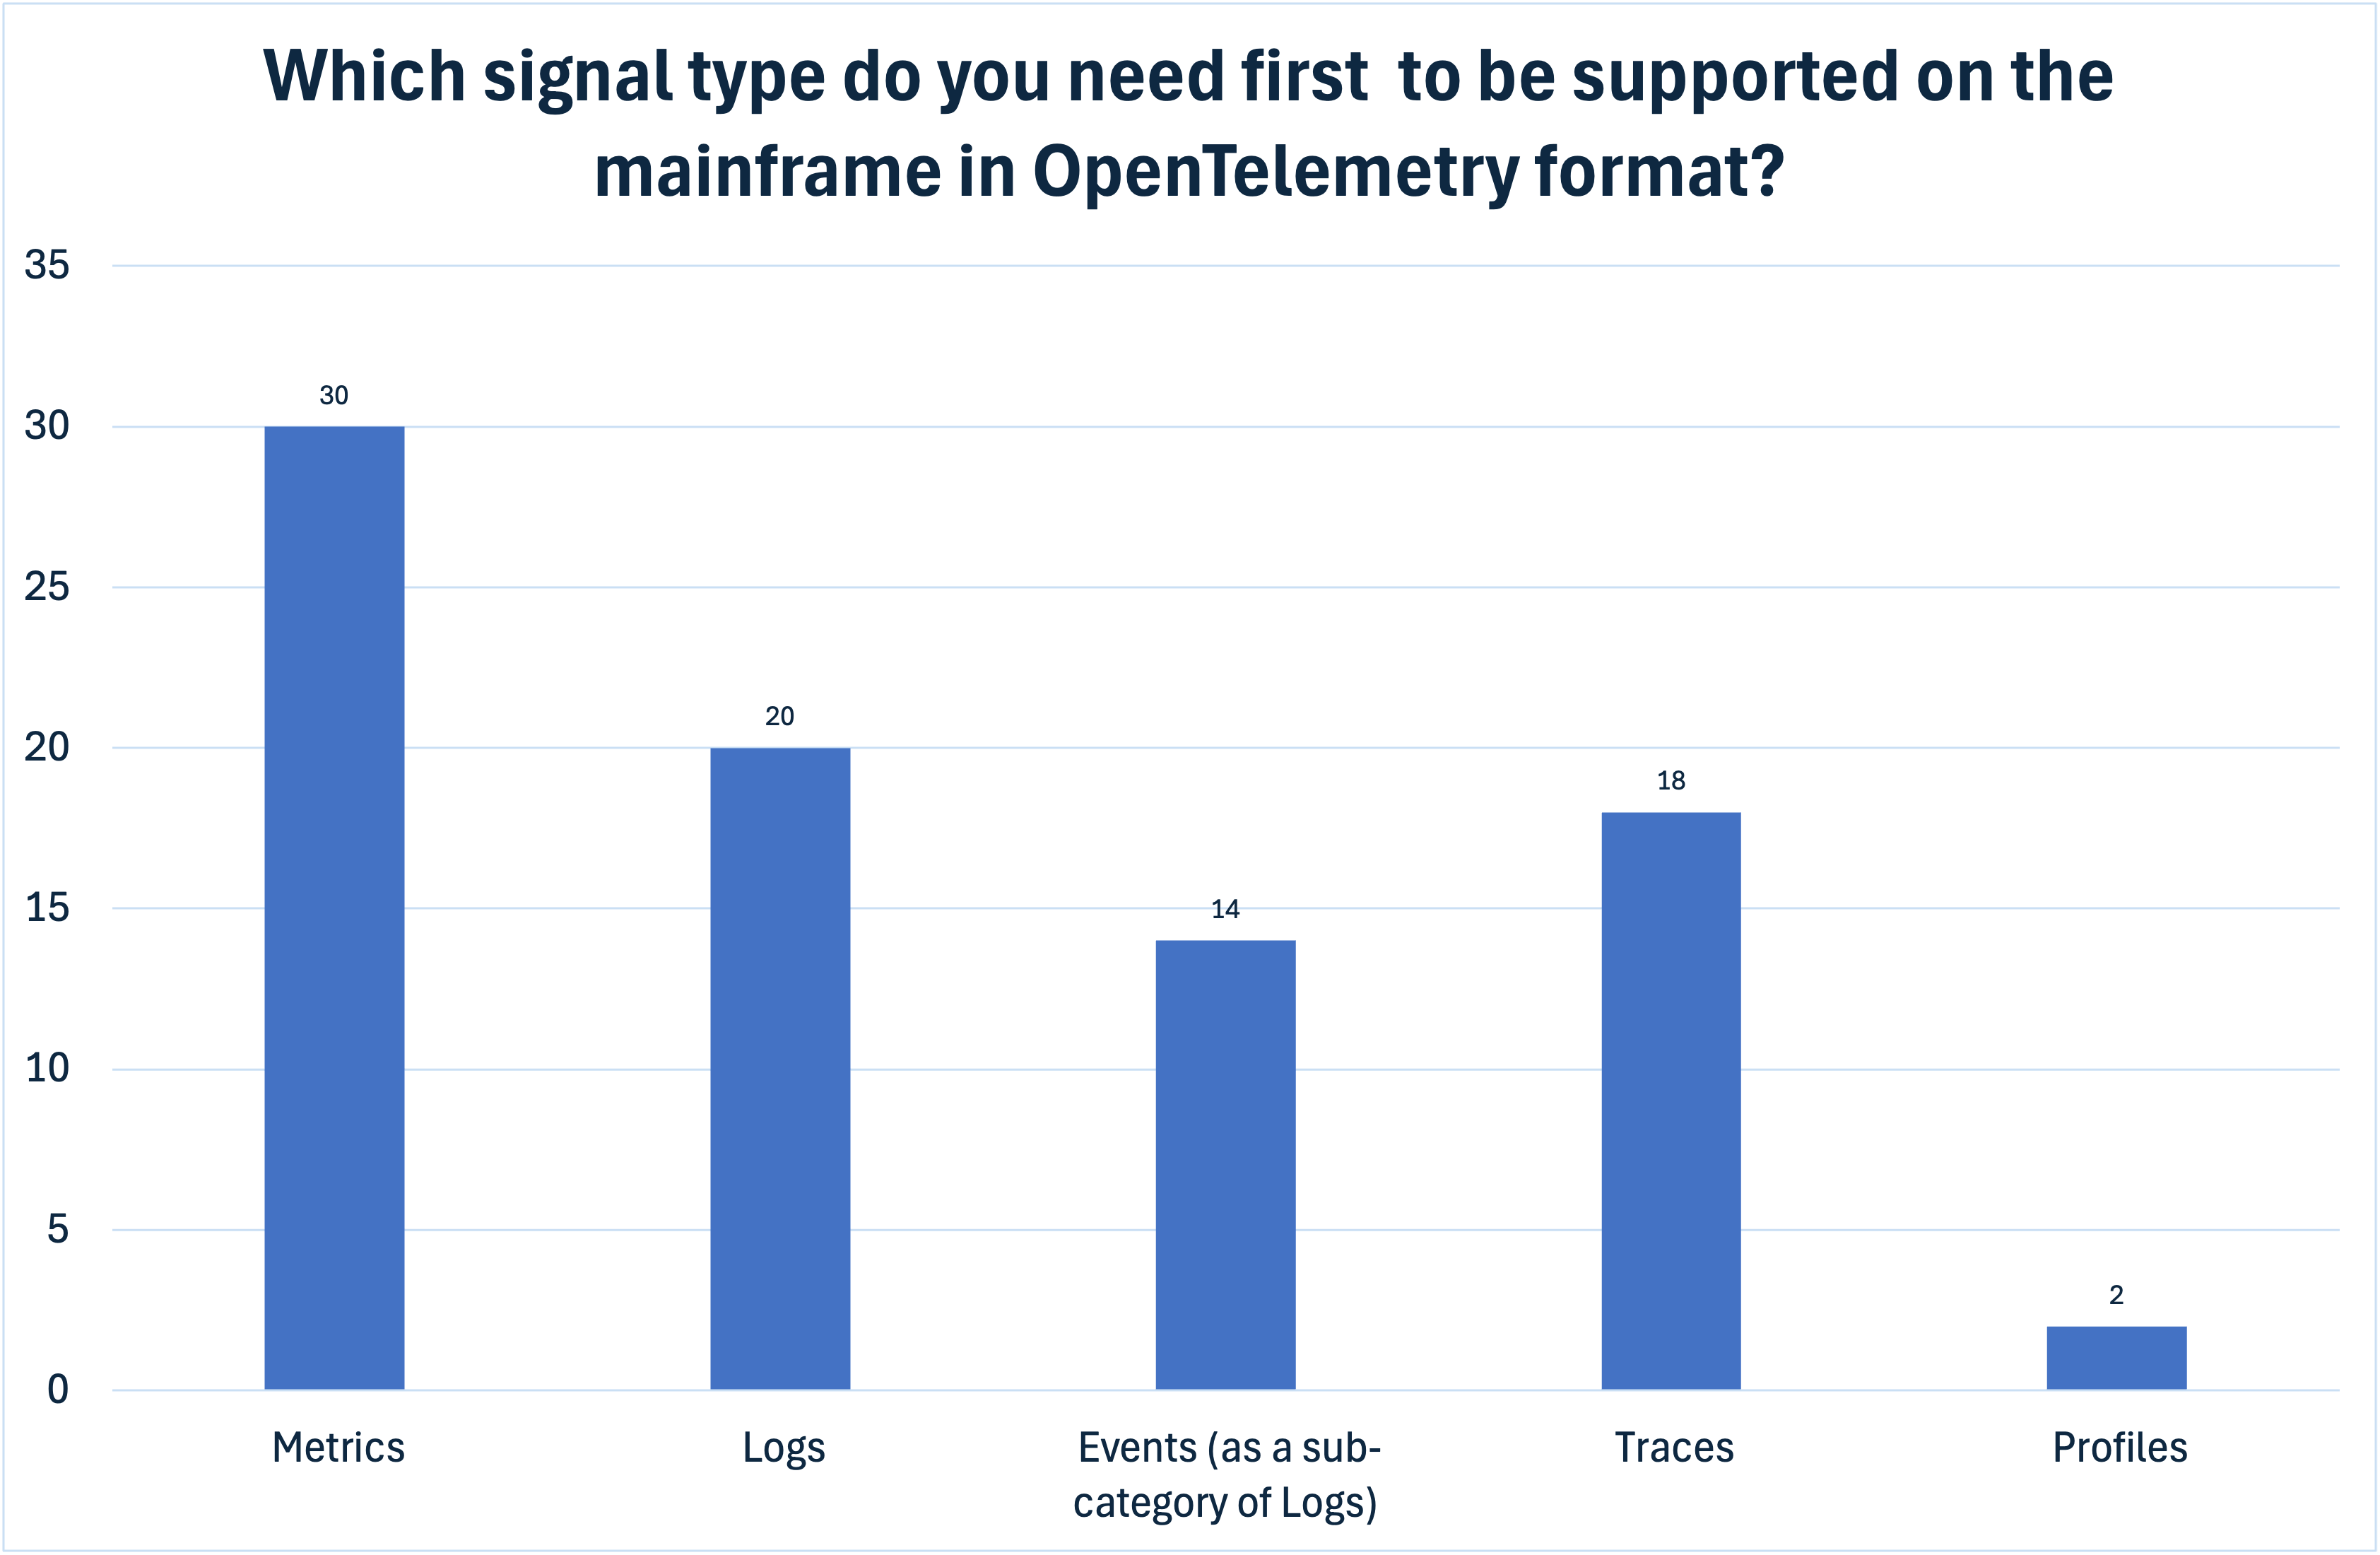 Which signal type do you need first  to be supported on the
mainframe in OpenTelemetry format?
35
30
25
20
15
10
5
0
30
20
14
18
2
Metrics
Logs
Events (as a sub-
category of Logs)
Traces
Profiles